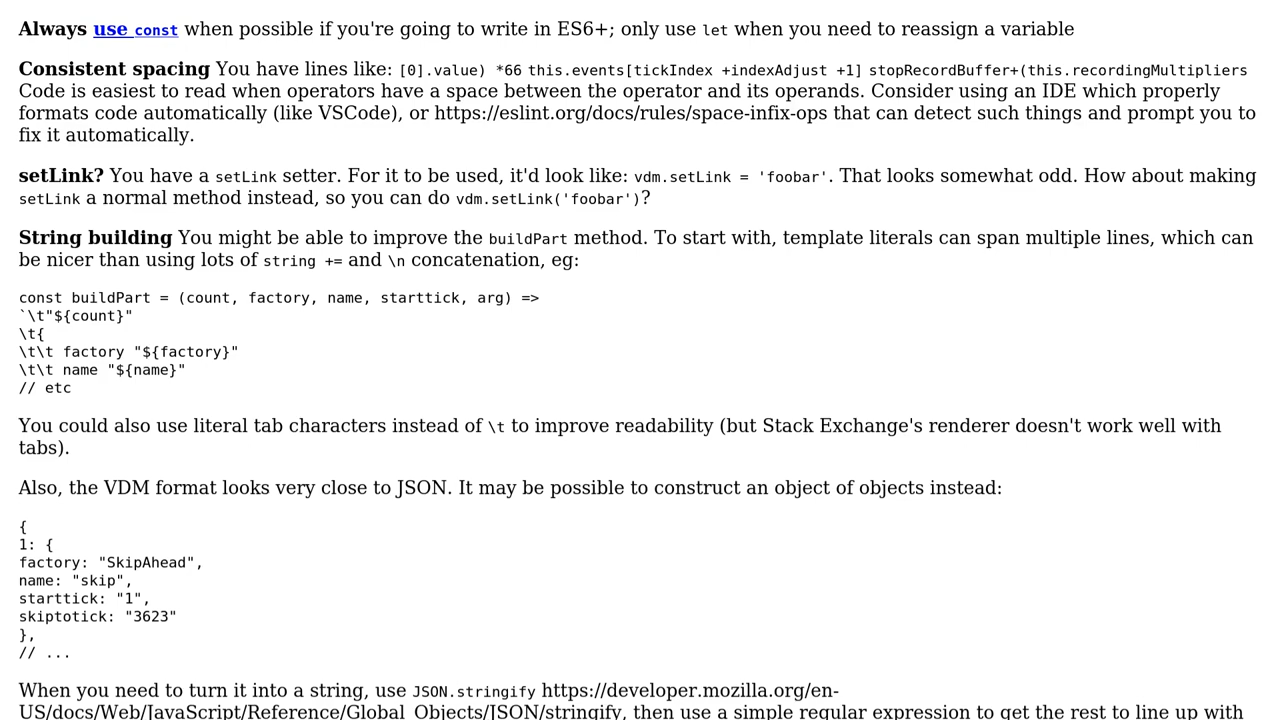 Always use const when possible if you're going to write in ES6+; only use let when you need to reassign a variable
Consistent spacing You have lines like: [0].value) *66 this.events[tickIndex +indexAdjust +1] stopRecordBuffer+(this.recordingMultipliers
Code is easiest to read when operators have a space between the operator and its operands. Consider using an IDE which properly
formats code automatically (like VSCode), or https://eslint.org/docs/rules/space-infix-ops that can detect such things and prompt you to
fix it automatically.
setLink? You have a setLink setter. For it to be used, it'd look like: vdm.setLink = 'foobar'. That looks somewhat odd. How about making
setLink a normal method instead, so you can do vdm.setLink('foobar')?
String building You might be able to improve the buildPart method. To start with, template literals can span multiple lines, which can
be nicer than using lots of string += and \n concatenation, eg:
const buildPart = (count, factory, name, starttick, arg) =>
`\t"${count}"
\t{
\t\t factory "${factory}"
\t\t name "${name}"
// etc
You could also use literal tab characters instead of \t to improve readability (but Stack Exchange's renderer doesn't work well with
tabs).
Also, the VDM format looks very close to JSON. It may be possible to construct an object of objects instead:
{
1: {
factory: "SkipAhead",
name: "skip",
starttick: "1",
skiptotick: "3623"
},
// ...
When you need to turn it into a string, use JSON.stringify https://developer.mozilla.org/en-
US/docs/Web/JavaScript/Reference/Global_Objects/JSON/stringify, then use a simple regular expression to get the rest to line up with